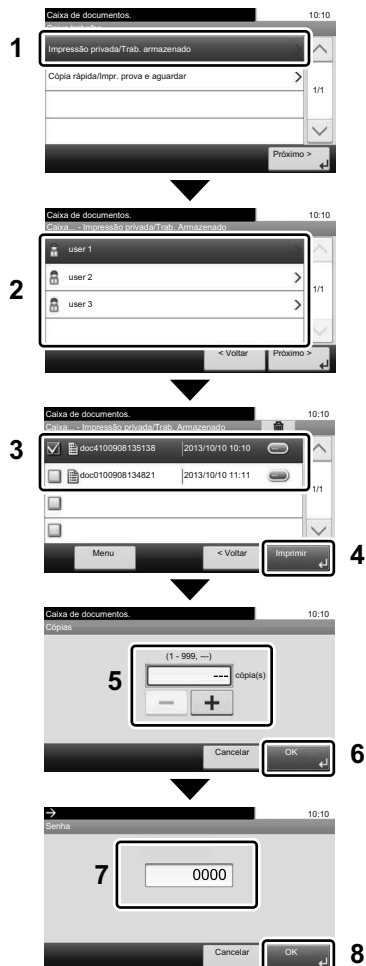 Caixa de documentos. 10:10
Caixa trabalho
1
Impressão privada/Trab. armazenado
Cópia rápida/Impr. prova e aguardar
1/1
Próximo >
Caixa de documentos. 10:10
Caixa... - Impressão privada/Trab. Armazenado
user 1
2
user 2
1/1
user 3
< Voltar Próximo >
Caixa de documentos. 10:10
Caixa... - Impressão privada/Trab. Armazenado
3
doc4100908135138 2013/10/10 10:10
doc0100908134821 2013/10/10 11:11
1/1
Menu < Voltar Imprimir 4
Caixa de documentos. 10:10
Cópias
(1 - 999, ---)
5 --- cópia(s)
Cancelar OK 6
10:10
Senha
7 0000
Cancelar OK 8